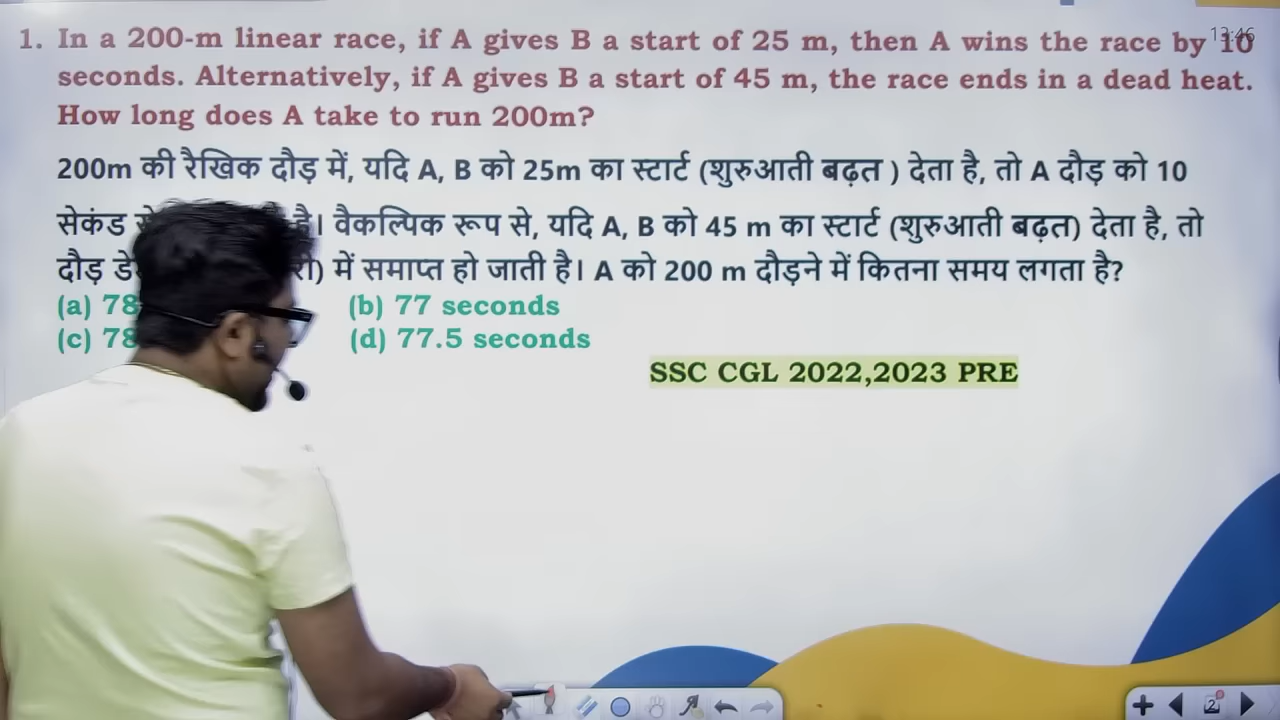 1. In a 200-m linear race, if A gives B a start of 25 m, then A wins the race by 10
seconds. Alternatively, if A gives B a start of 45 m, the race ends in a dead heat.
How long does A take to run 200m?
200m की रैखिक दौड़ में, यदि A, B को 25m का स्टार्ट (शुरुआती बढ़त ) देता है, तो A दौड़ को 10
सेकंड है। वैकल्पिक रूप से, यदि A, B को 45 m का स्टार्ट (शुरुआती बढ़त) देता है, तो
दौड़ में समाप्त हो जाती है। A को 200 m दौड़ने में कितना समय लगता है?
(a) 78 (b) 77 seconds
(c) 78 (d) 77.5 seconds
SSC CGL 2022,2023 PRE
2